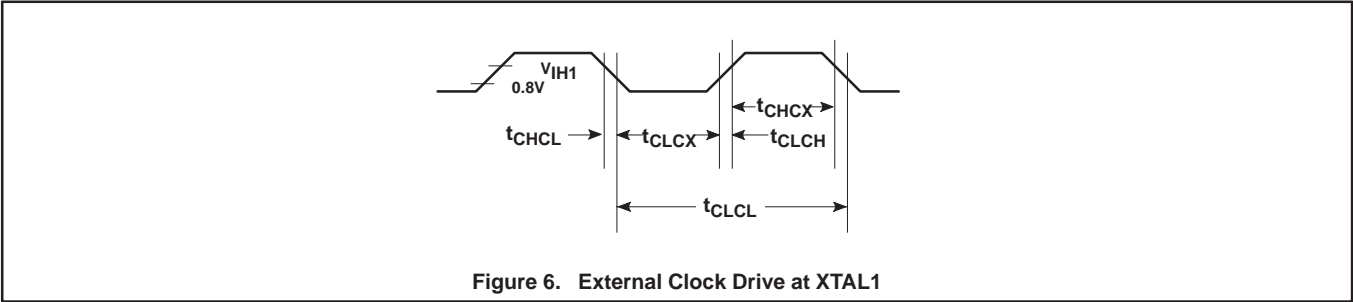 VIH1
0.8V
tCHCX
tCHCL
tCLCX
tCLCH
tCLCL
Figure 6. External Clock Drive at XTAL1